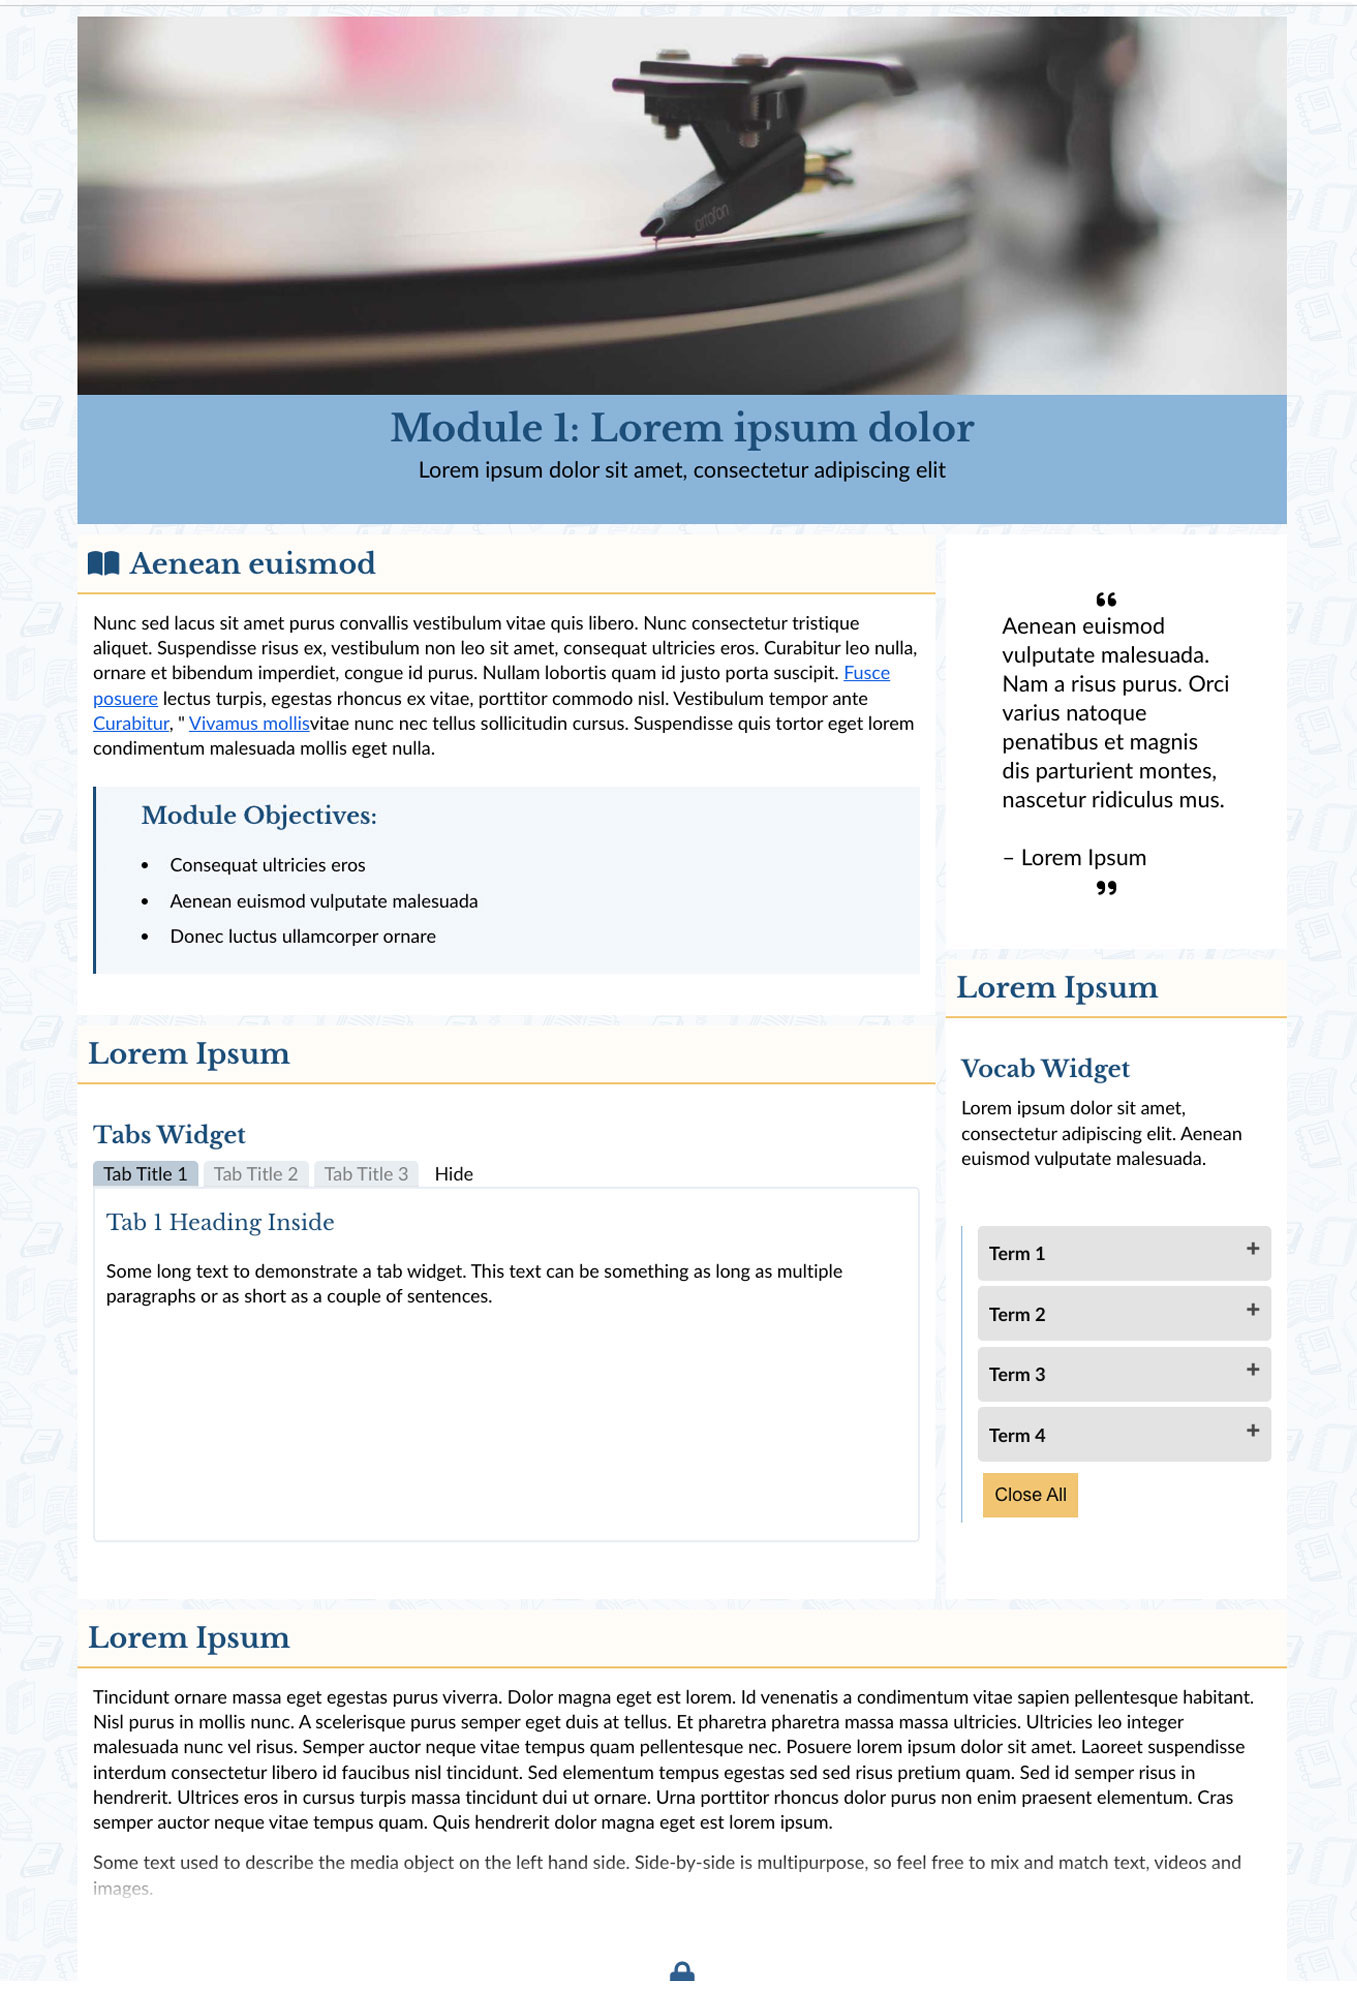 ortofon
Module 1: Lorem ipsum dolor
Lorem ipsum dolor sit amet, consectetur adipiscing elit
Aenean euismod
Nunc sed lacus sit amet purus convallis vestibulum vitae quis libero. Nunc consectetur tristique
aliquet. Suspendisse risus ex, vestibulum non leo sit amet, consequat ultricies eros. Curabitur leo nulla,
ornare et bibendum imperdiet, congue id purus. Nullam lobortis quam id justo porta suscipit. Fusce
posuere lectus turpis, egestas rhoncus ex vitae, porttitor commodo nisl. Vestibulum tempor ante
Curabitur, " Vivamus mollisvitae nunc nec tellus sollicitudin cursus. Suspendisse quis tortor eget lorem
condimentum malesuada mollis eget nulla.
Module Objectives:
• Consequat ultricies eros
• Aenean euismod vulputate malesuada
• Donec luctus ullamcorper ornare
“
Aenean euismod
vulputate malesuada.
Nam a risus purus. Orci
varius natoque
penatibus et magnis
dis parturient montes,
nascetur ridiculus mus.
– Lorem Ipsum
”
Lorem Ipsum
Tabs Widget
Tab Title 1 Tab Title 2 Tab Title 3 Hide
Tab 1 Heading Inside
Some long text to demonstrate a tab widget. This text can be something as long as multiple
paragraphs or as short as a couple of sentences.
Lorem Ipsum
Vocab Widget
Lorem ipsum dolor sit amet,
consectetur adipiscing elit. Aenean
euismod vulputate malesuada.
Term 1 +
Term 2 +
Term 3 +
Term 4 +
Close All
Lorem Ipsum
Tincidunt ornare massa eget egestas purus viverra. Dolor magna eget est lorem. Id venenatis a condimentum vitae sapien pellentesque habitant.
Nisl purus in mollis nunc. A scelerisque purus semper eget duis at tellus. Et pharetra pharetra massa massa ultricies. Ultricies leo integer
malesuada nunc vel risus. Semper auctor neque vitae tempus quam pellentesque nec. Posuere lorem ipsum dolor sit amet. Laoreet suspendisse
interdum consectetur libero id faucibus nisl tincidunt. Sed elementum tempus egestas sed sed risus pretium quam. Sed id semper risus in
hendrerit. Ultrices eros in cursus turpis massa tincidunt dui ut ornare. Urna porttitor rhoncus dolor purus non enim praesent elementum. Cras
semper auctor neque vitae tempus quam. Quis hendrerit dolor magna eget est lorem ipsum.
Some text used to describe the media object on the left hand side. Side-by-side is multipurpose, so feel free to mix and match text, videos and
images.